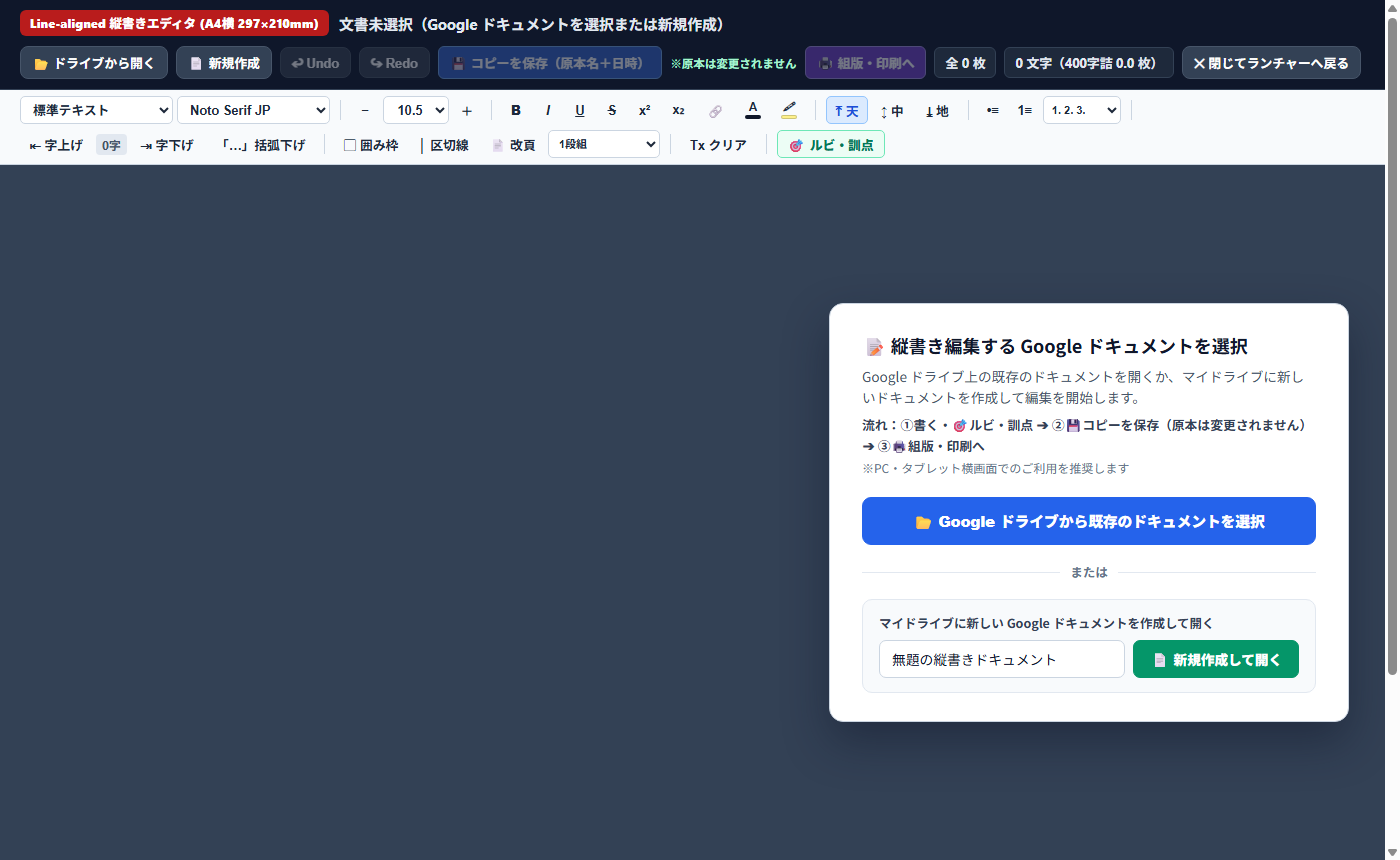 Line-aligned 縦書きエディタ (A4横 297×210mm) 文書未選択（Google ドキュメントを選択または新規作成）
📂 ドライブから開く 📄 新規作成 ↩ Undo ↪ Redo 💾 コピーを保存（原本名＋日時） ※原本は変更されません 🖨 組版・印刷へ 全 0 枚 0 文字（400字詰 0.0 枚） ✕ 閉じてランチャーへ戻る
標準テキスト Noto Serif JP − 10.5 ＋ B I U S x² x₂ 🔗 A ⤒ 天 ↕ 中 ⤓ 地 •≡ 1≡ 1. 2. 3.
⇤ 字上げ 0字 ⇥ 字下げ 「…」括弧下げ 囲み枠 区切線 📄 改頁 1段組 Tx クリア 🎯 ルビ・訓点
📝 縦書き編集する Google ドキュメントを選択
Google ドライブ上の既存のドキュメントを開くか、マイドライブに新し
いドキュメントを作成して編集を開始します。
流れ：①書く・🎯 ルビ・訓点 ➔ ②💾コピーを保存（原本は変更されません）
➔ ③🖨組版・印刷へ
※PC・タブレット横画面でのご利用を推奨します
📂 Google ドライブから既存のドキュメントを選択
または
マイドライブに新しい Google ドキュメントを作成して開く
無題の縦書きドキュメント 📄 新規作成して開く